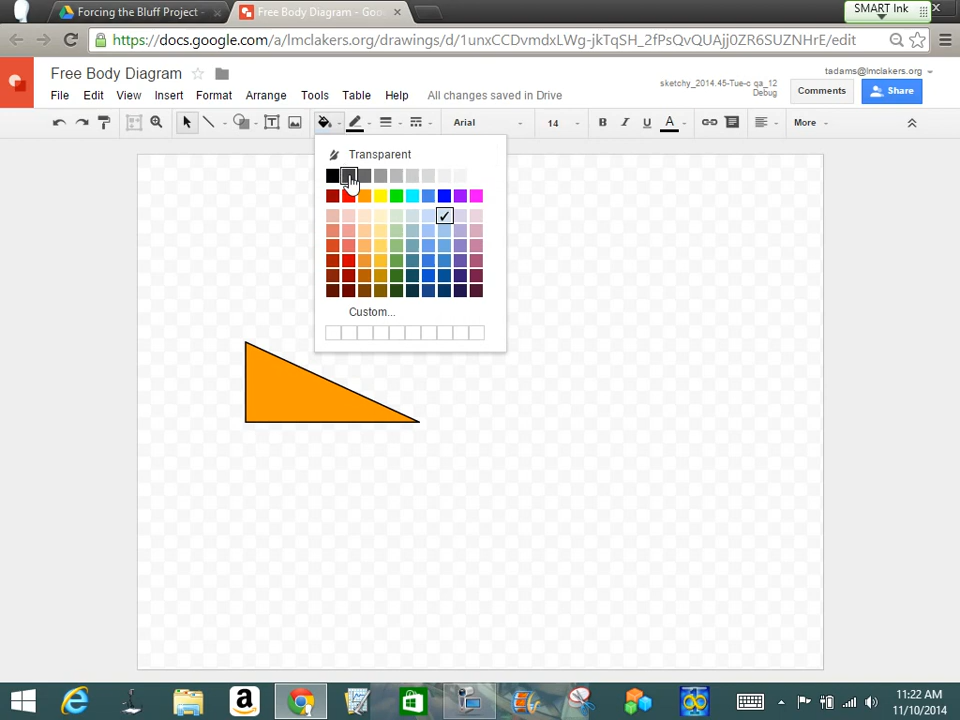 Forcing the Bluff Project -
Free Body Diagram - Goo
SMART Ink
https://docs.google.com/a/lmclakers.org/drawings/d/1unxCCDvmdxLWg-jkTqSH_2fPsQvQUAjj0ZR6SUZNHrE/edit
Free Body Diagram
sketchy_2014.45-Tue-c qa_12
Debug
tadams@lmclakers.org
Comments
Share
File Edit View Insert Format Arrange Tools Table Help All changes saved in Drive
Arial 14 B I U A More
Transparent
Custom...
11:22 AM
11/10/2014